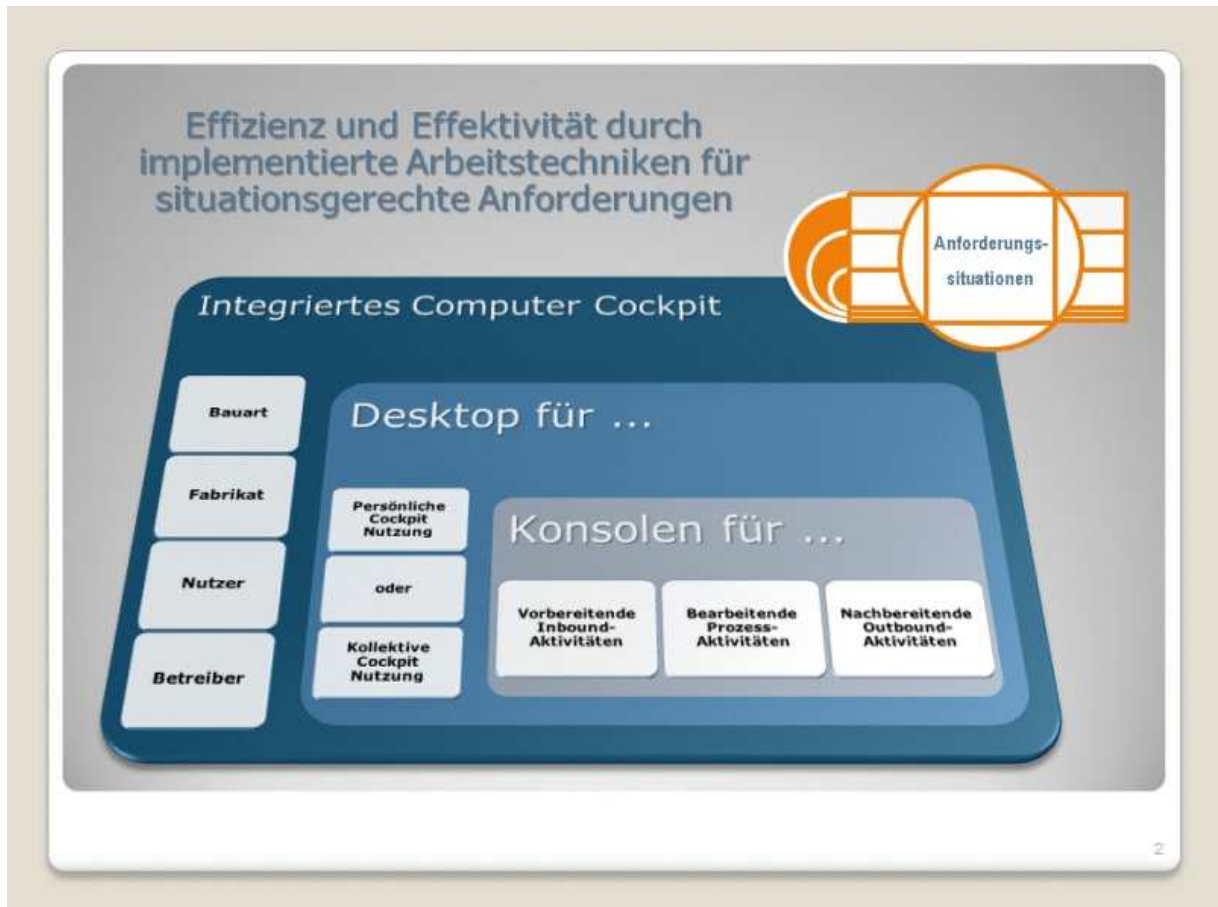 Effizienz und Effektivität durch
implementierte Arbeitstechniken für
situationsgerechte Anforderungen
Anforderungs-
situationen
Integriertes Computer Cockpit
Bauart
Fabrikat
Nutzer
Betreiber
Desktop für ...
Persönliche
Cockpit
Nutzung
oder
Kollektive
Cockpit
Nutzung
Konsolen für ...
Vorbereitende
Inbound-
Aktivitäten
Bearbeitende
Prozess-
Aktivitäten
Nachbereitende
Outbound-
Aktivitäten
2